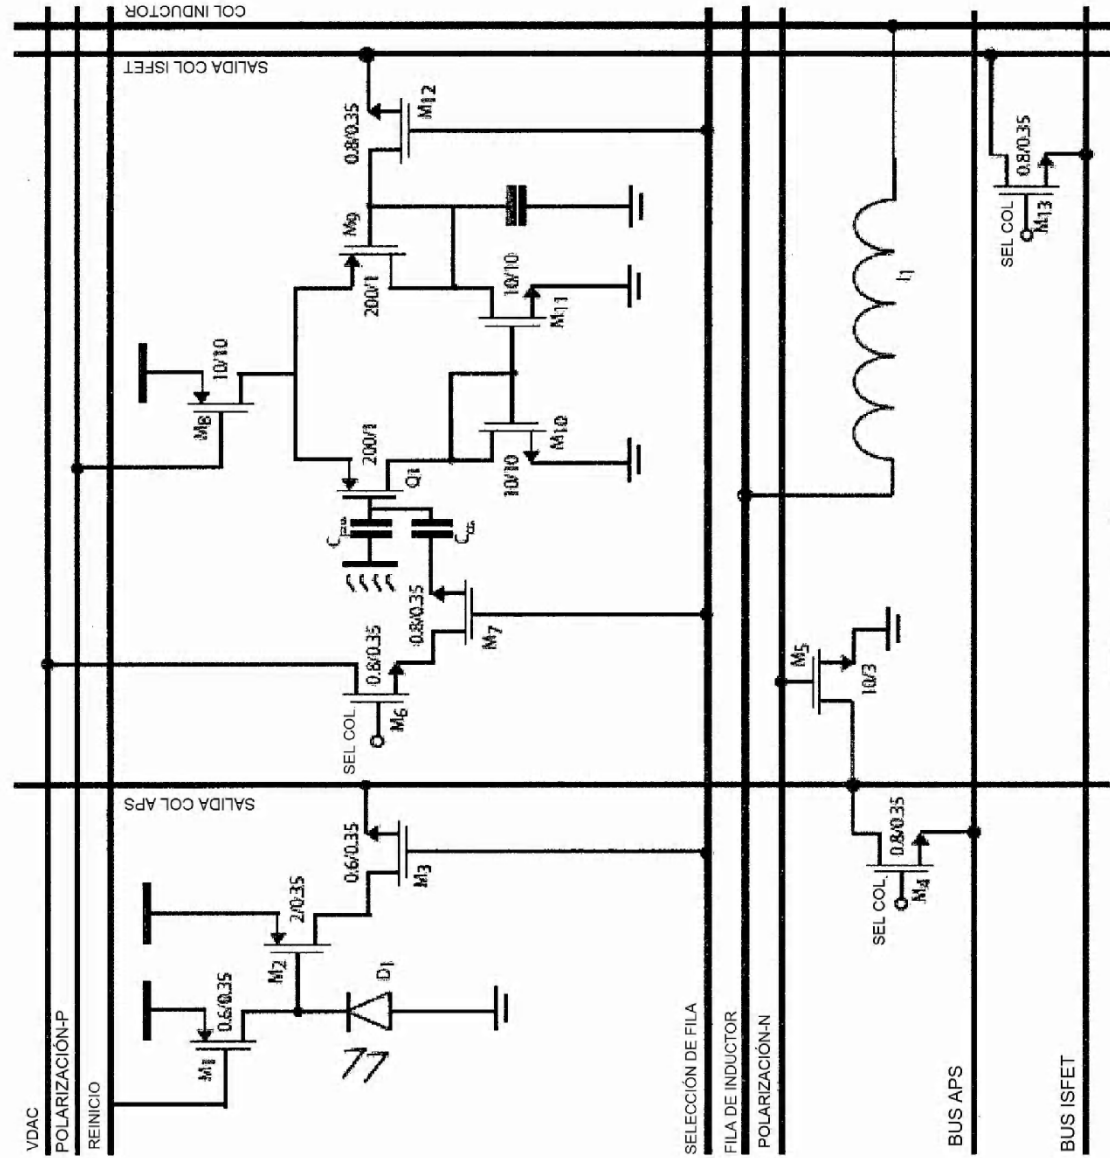 COL INDUCTOR
SALIDA COL ISFET
M12
0.8/0.35
M9
200/1
10/10
M11
10/10
M8
200/1
Q1
10/10
M10
0.8/0.35
M7
0.8/0.35
M6
SEL COL.
SALIDA COL APS
0.6/0.35
M3
2/0.35
M2
0.6/0.35
M1
D1
VDAC
POLARIZACIÓN-P
REINICIO
SELECCIÓN DE FILA
FILA DE INDUCTOR
POLARIZACIÓN-N
BUS APS
BUS ISFET
M5
10/3
0.8/0.35
M4
SEL COL.
SEL COL.
M13
0.8/0.35